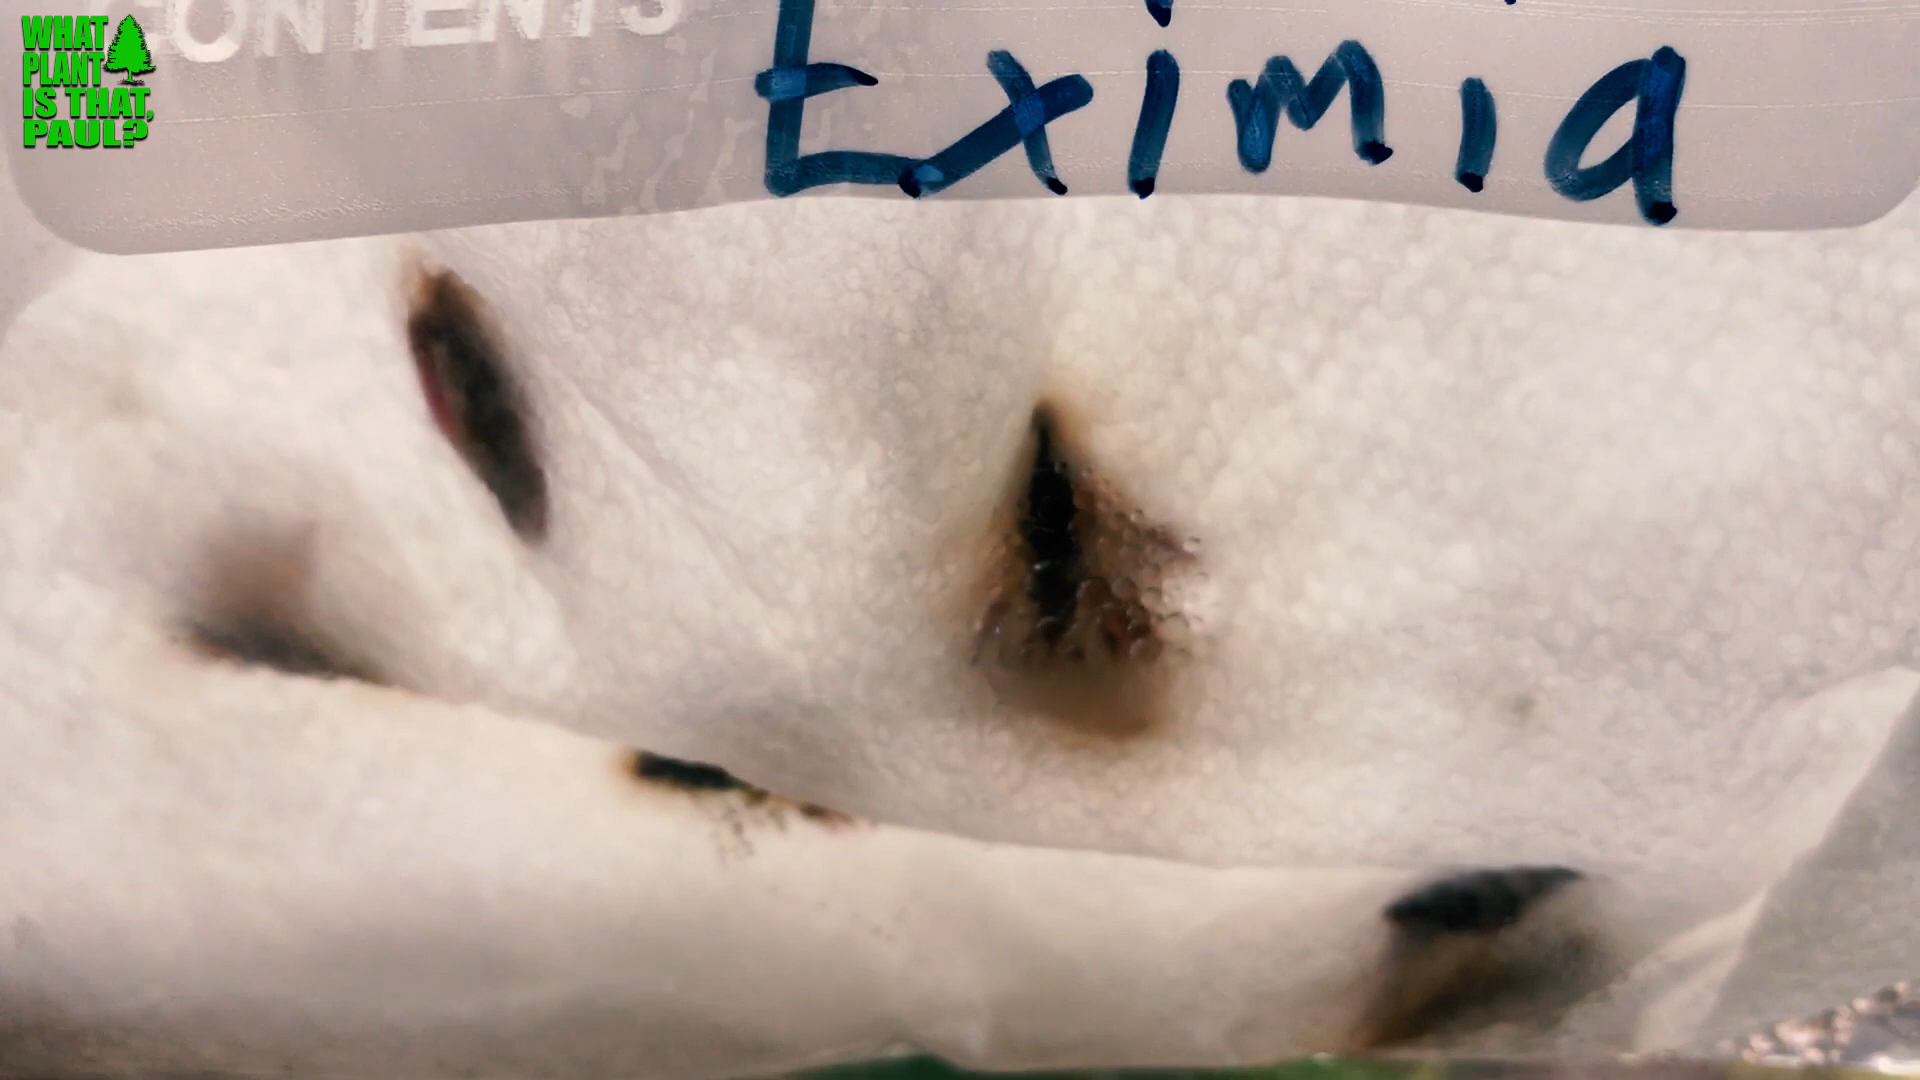 WHAT
PLANT
IS THAT,
PAUL?
CONTENTS
Eximia